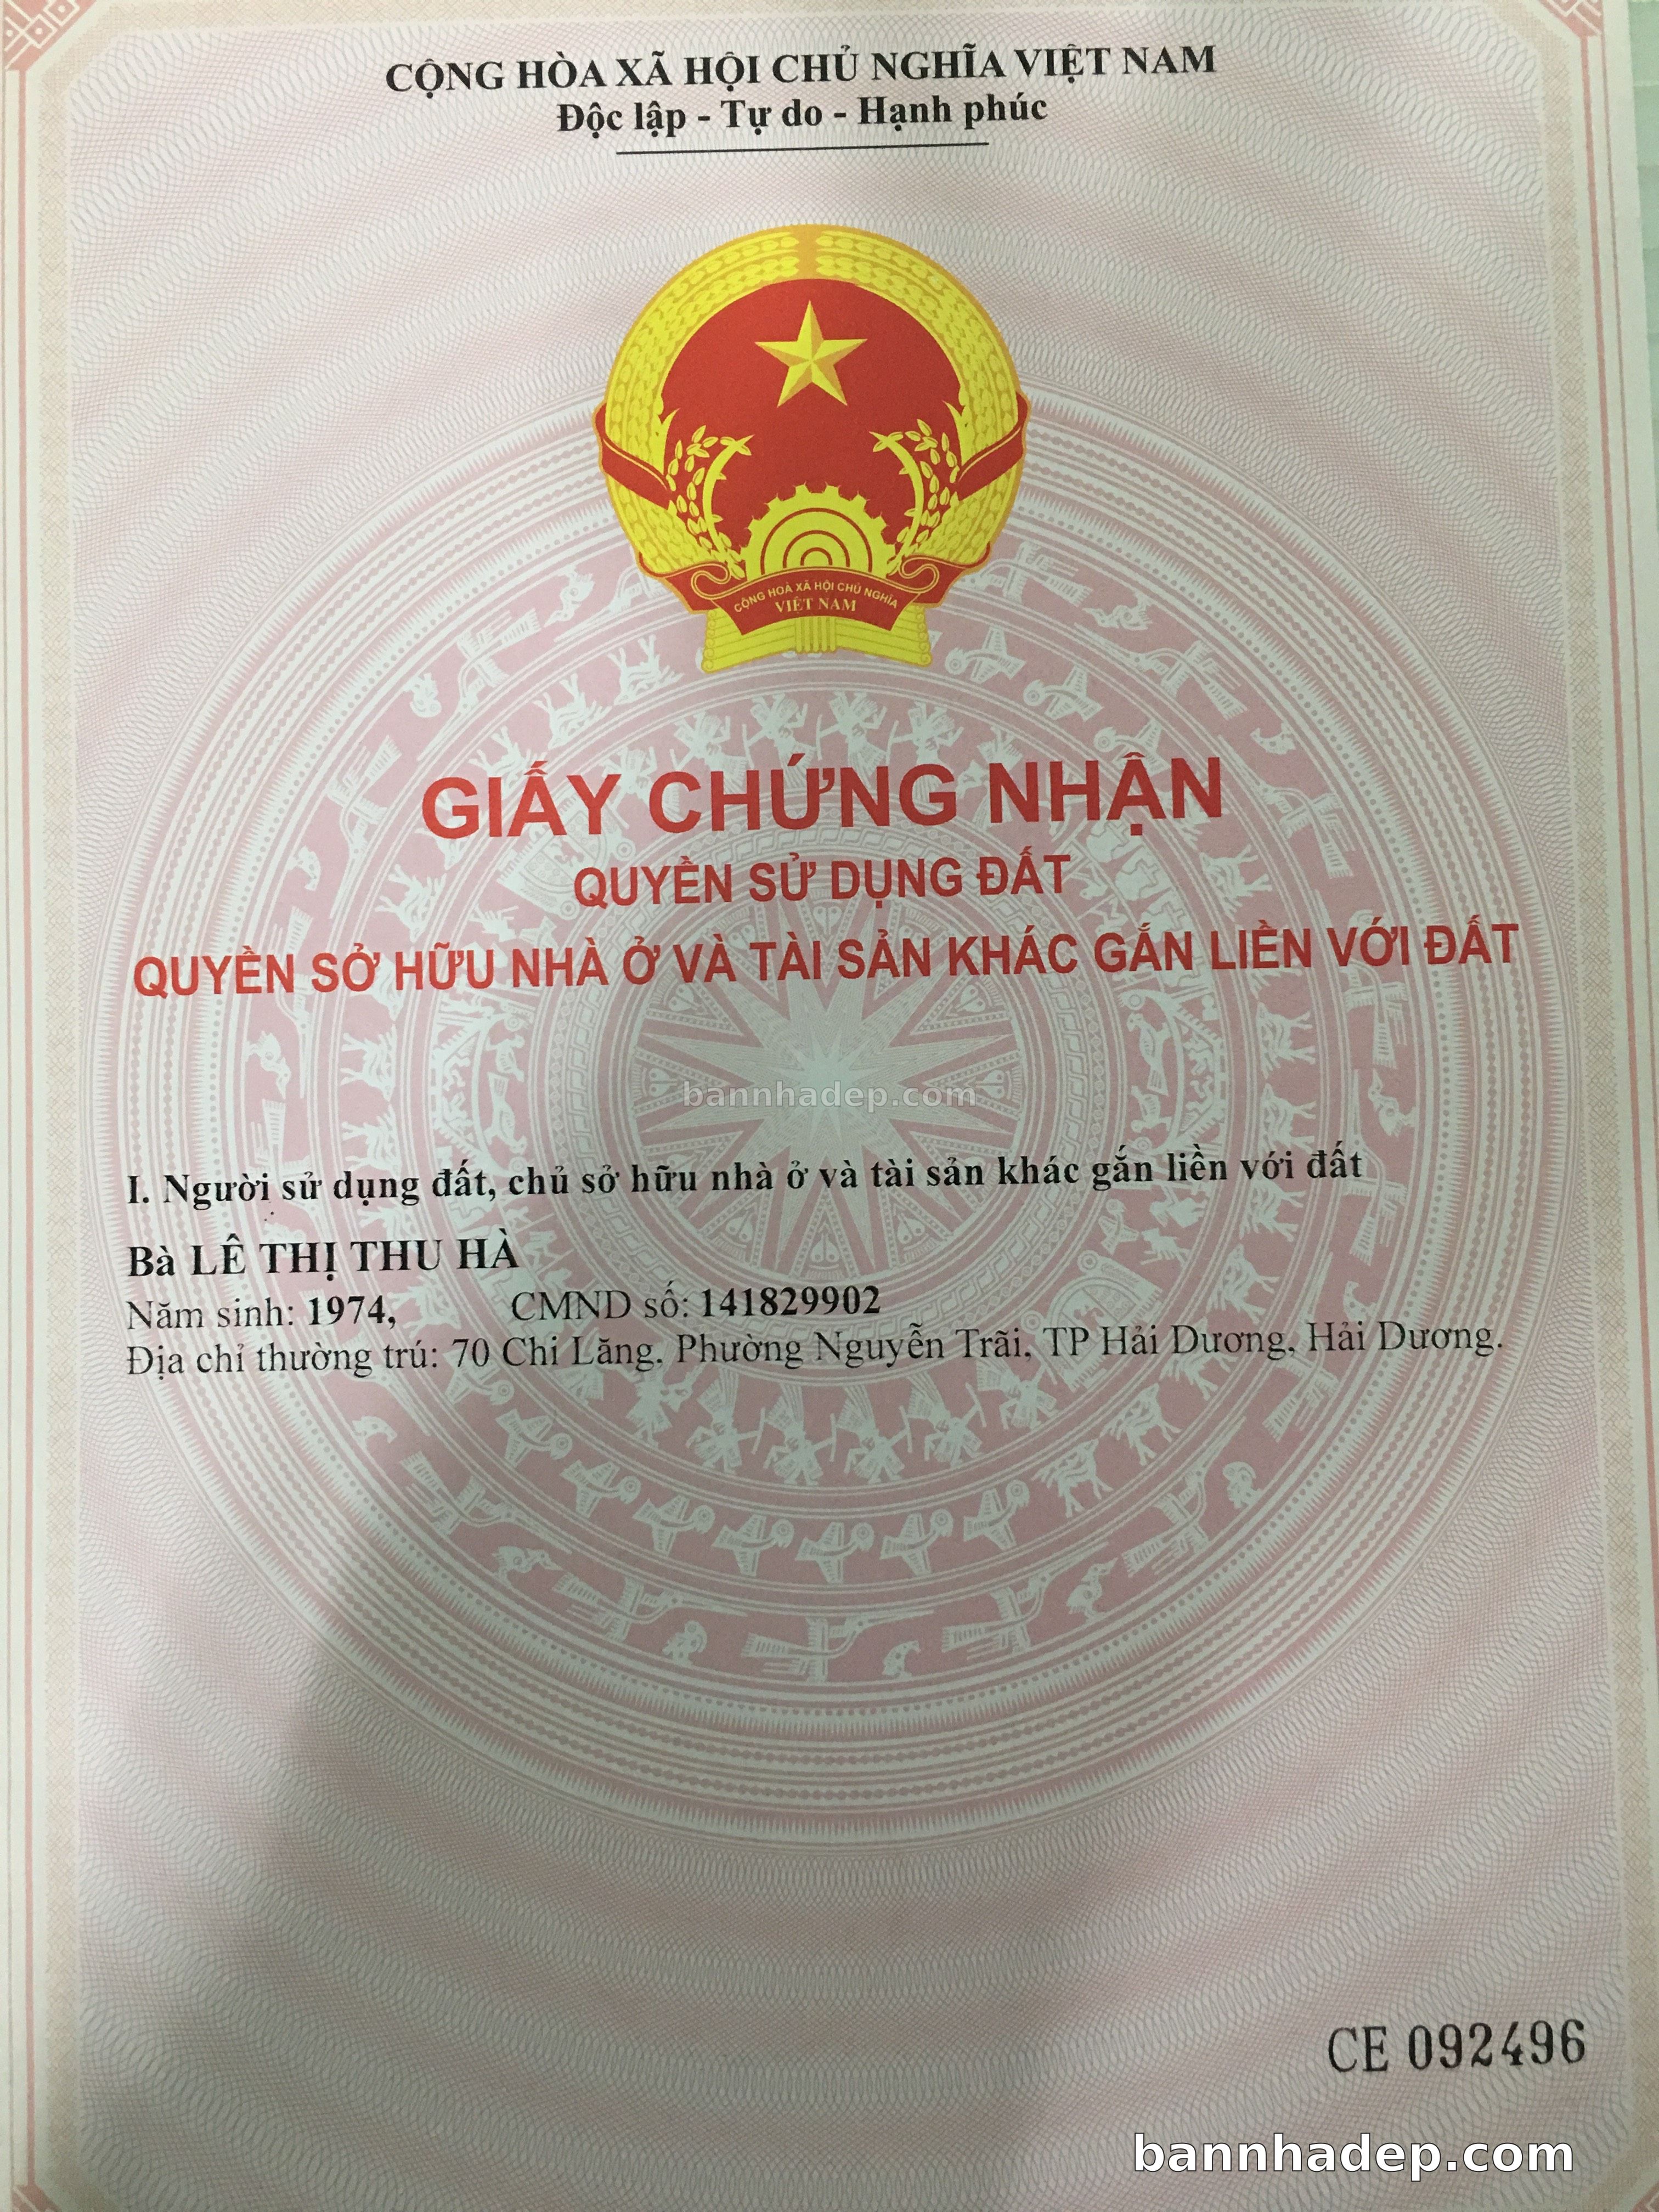 CỘNG HÒA XÃ HỘI CHỦ NGHĨA VIỆT NAM
Độc lập - Tự do - Hạnh phúc
CỘNG HOÀ XÃ HỘI CHỦ NGHĨA
VIỆT NAM
GIẤY CHỨNG NHẬN
QUYỀN SỬ DỤNG ĐẤT
QUYỀN SỞ HỮU NHÀ Ở VÀ TÀI SẢN KHÁC GẮN LIỀN VỚI ĐẤT
bannhadep.com
I. Người sử dụng đất, chủ sở hữu nhà ở và tài sản khác gắn liền với đất
Bà LÊ THỊ THU HÀ
Năm sinh: 1974, CMND số: 141829902
Địa chỉ thường trú: 70 Chi Lăng, Phường Nguyễn Trãi, TP Hải Dương, Hải Dương.
CE 092496
bannhadep.com